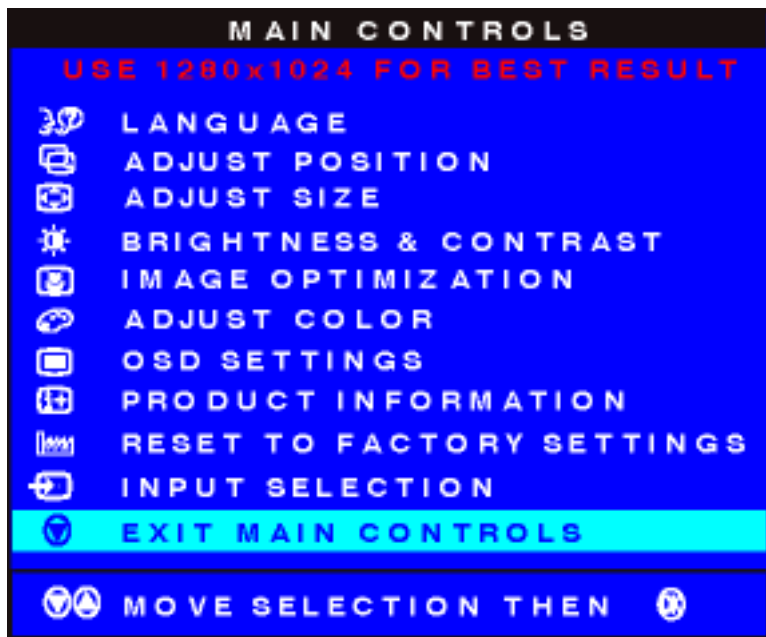 MAIN CONTROLS
USE 1280x1024 FOR BEST RESULT
LANGUAGE
ADJUST POSITION
ADJUST SIZE
BRIGHTNESS & CONTRAST
IMAGE OPTIMIZATION
ADJUST COLOR
OSD SETTINGS
PRODUCT INFORMATION
RESET TO FACTORY SETTINGS
INPUT SELECTION
EXIT MAIN CONTROLS
MOVE SELECTION THEN OK